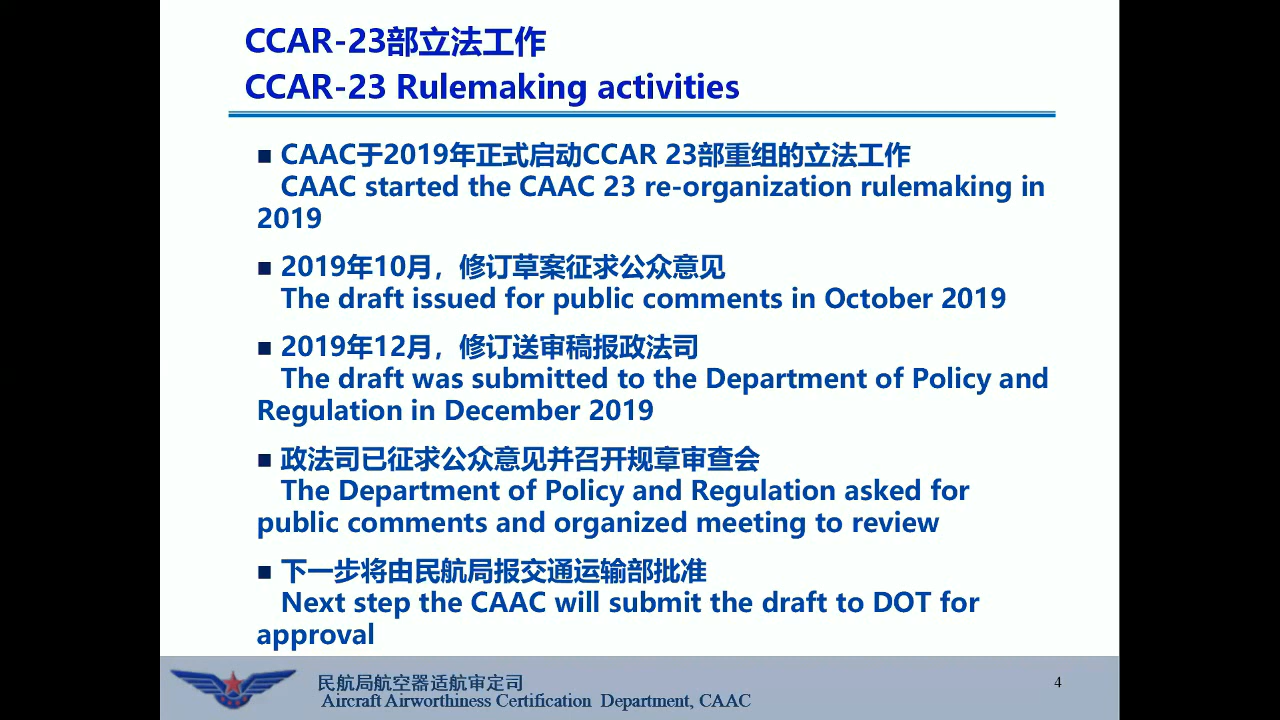 CCAR-23部立法工作
CCAR-23 Rulemaking activities
■ CAAC于2019年正式启动CCAR 23部重组的立法工作
CAAC started the CAAC 23 re-organization rulemaking in
2019
■ 2019年10月，修订草案征求公众意见
The draft issued for public comments in October 2019
■ 2019年12月，修订送审稿报政法司
The draft was submitted to the Department of Policy and
Regulation in December 2019
■ 政法司已征求公众意见并召开规章审查会
The Department of Policy and Regulation asked for
public comments and organized meeting to review
■ 下一步将由民航局报交通运输部批准
Next step the CAAC will submit the draft to DOT for
approval
民航局航空器适航审定司
Aircraft Airworthiness Certification Department, CAAC
4